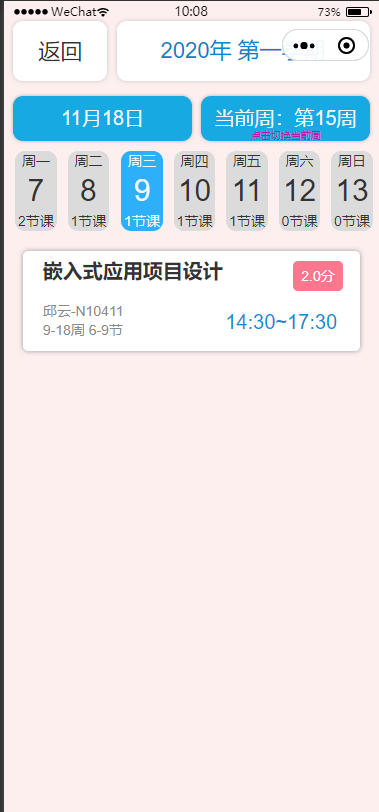 WeChat 10:08 73%
返回 2020年 第一学期
11月18日 当前周：第15周
点击切换当前周
周一 周二 周三 周四 周五 周六 周日
7 8 9 10 11 12 13
2节课 1节课 1节课 1节课 1节课 0节课 0节课
嵌入式应用项目设计 2.0分
邱云-N10411
9-18周 6-9节 14:30~17:30